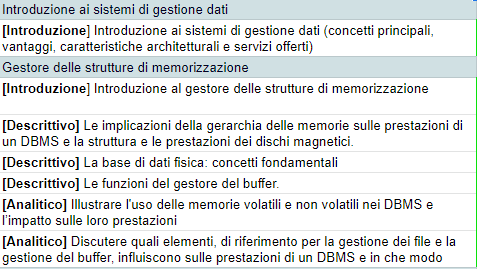 Introduzione ai sistemi di gestione dati
[Introduzione] Introduzione ai sistemi di gestione dati (concetti principali,
vantaggi, caratteristiche architetturali e servizi offerti)
Gestore delle strutture di memorizzazione
[Introduzione] Introduzione al gestore delle strutture di memorizzazione
[Descrittivo] Le implicazioni della gerarchia delle memorie sulle prestazioni di
un DBMS e la struttura e le prestazioni dei dischi magnetici.
[Descrittivo] La base di dati fisica: concetti fondamentali
[Descrittivo] Le funzioni del gestore del buffer.
[Analitico] Illustrare l'uso delle memorie volatili e non volatili nei DBMS e
l'impatto sulle loro prestazioni
[Analitico] Discutere quali elementi, di riferimento per la gestione dei file e la
gestione del buffer, influiscono sulle prestazioni di un DBMS e in che modo